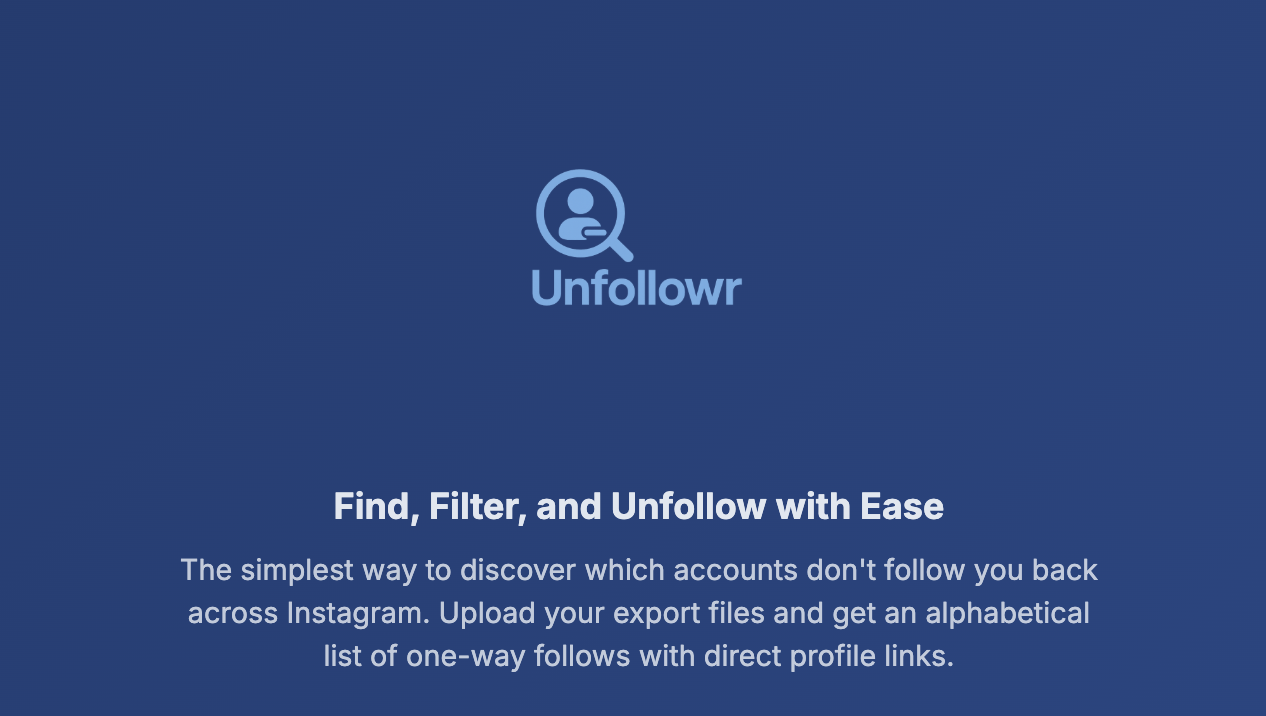 Unfollowr
Find, Filter, and Unfollow with Ease
The simplest way to discover which accounts don't follow you back
across Instagram. Upload your export files and get an alphabetical
list of one-way follows with direct profile links.